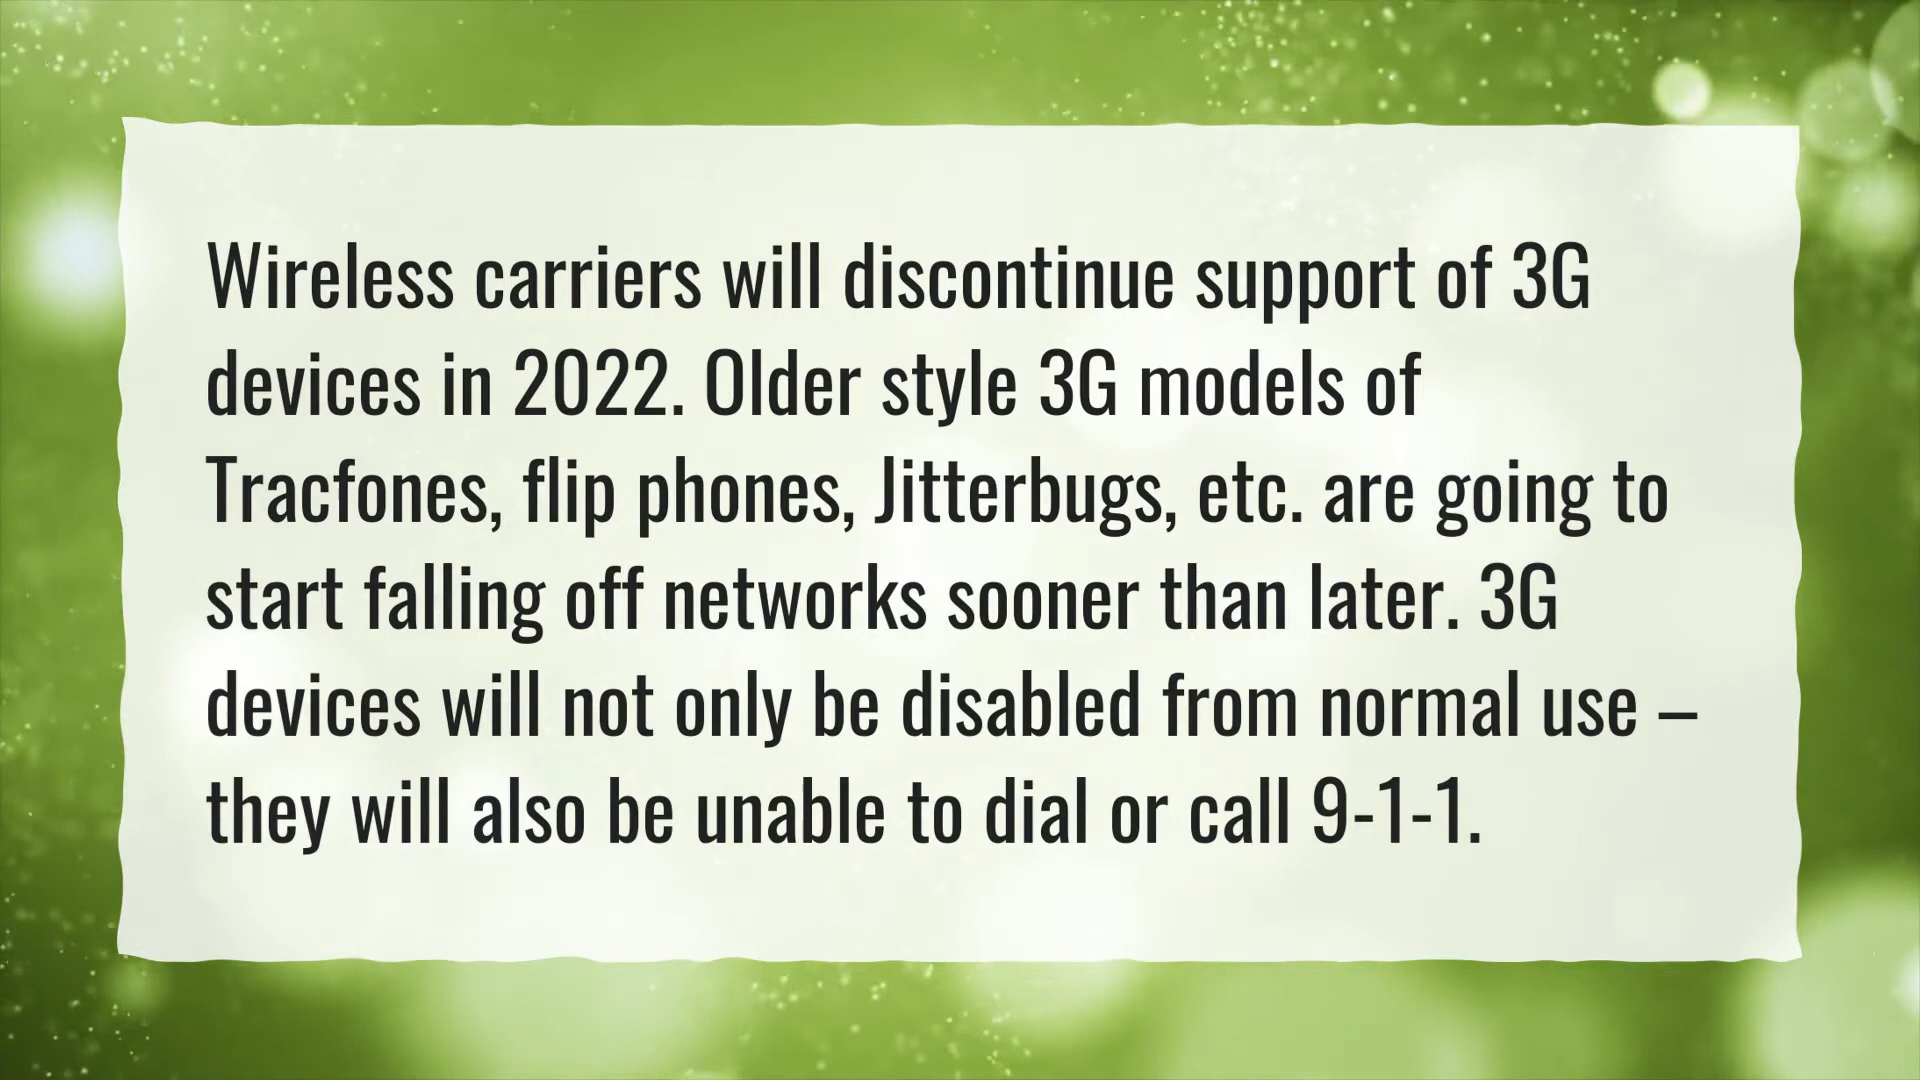 Wireless carriers will discontinue support of 3G
devices in 2022. Older style 3G models of
Tracfones, flip phones, Jitterbugs, etc. are going to
start falling off networks sooner than later. 3G
devices will not only be disabled from normal use –
they will also be unable to dial or call 9-1-1.